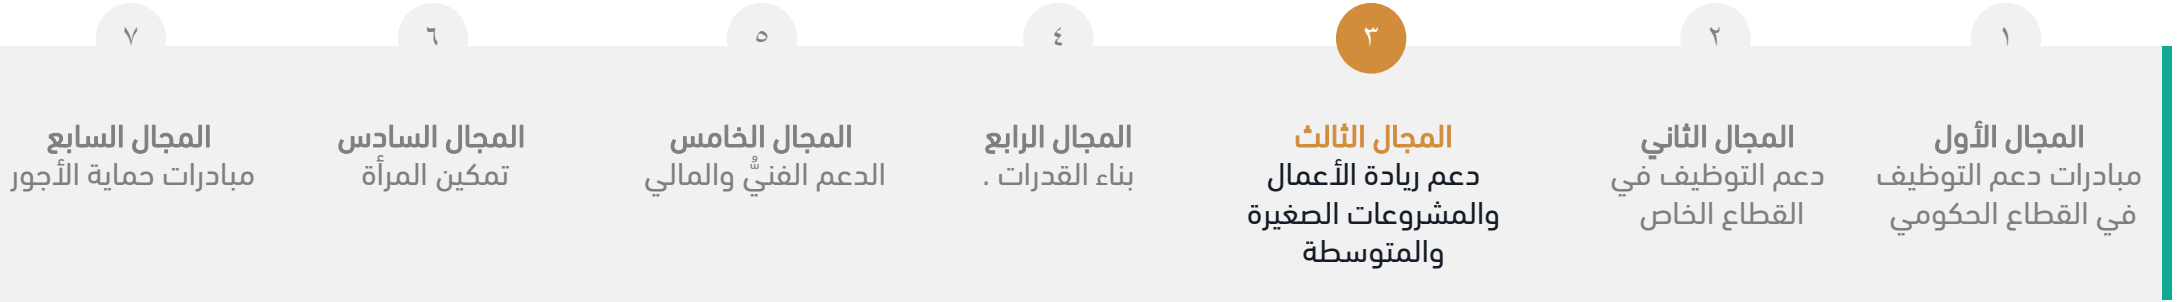 ١
المجال الأول
مبادرات دعم التوظيف
في القطاع الحكومي
٢
المجال الثاني
دعم التوظيف في
القطاع الخاص
٣
المجال الثالث
دعم ريادة الأعمال
والمشروعات الصغيرة
والمتوسطة
٤
المجال الرابع
بناء القدرات .
٥
المجال الخامس
الدعم الفنيُّ والمالي
٦
المجال السادس
تمكين المرأة
٧
المجال السابع
مبادرات حماية الأجور